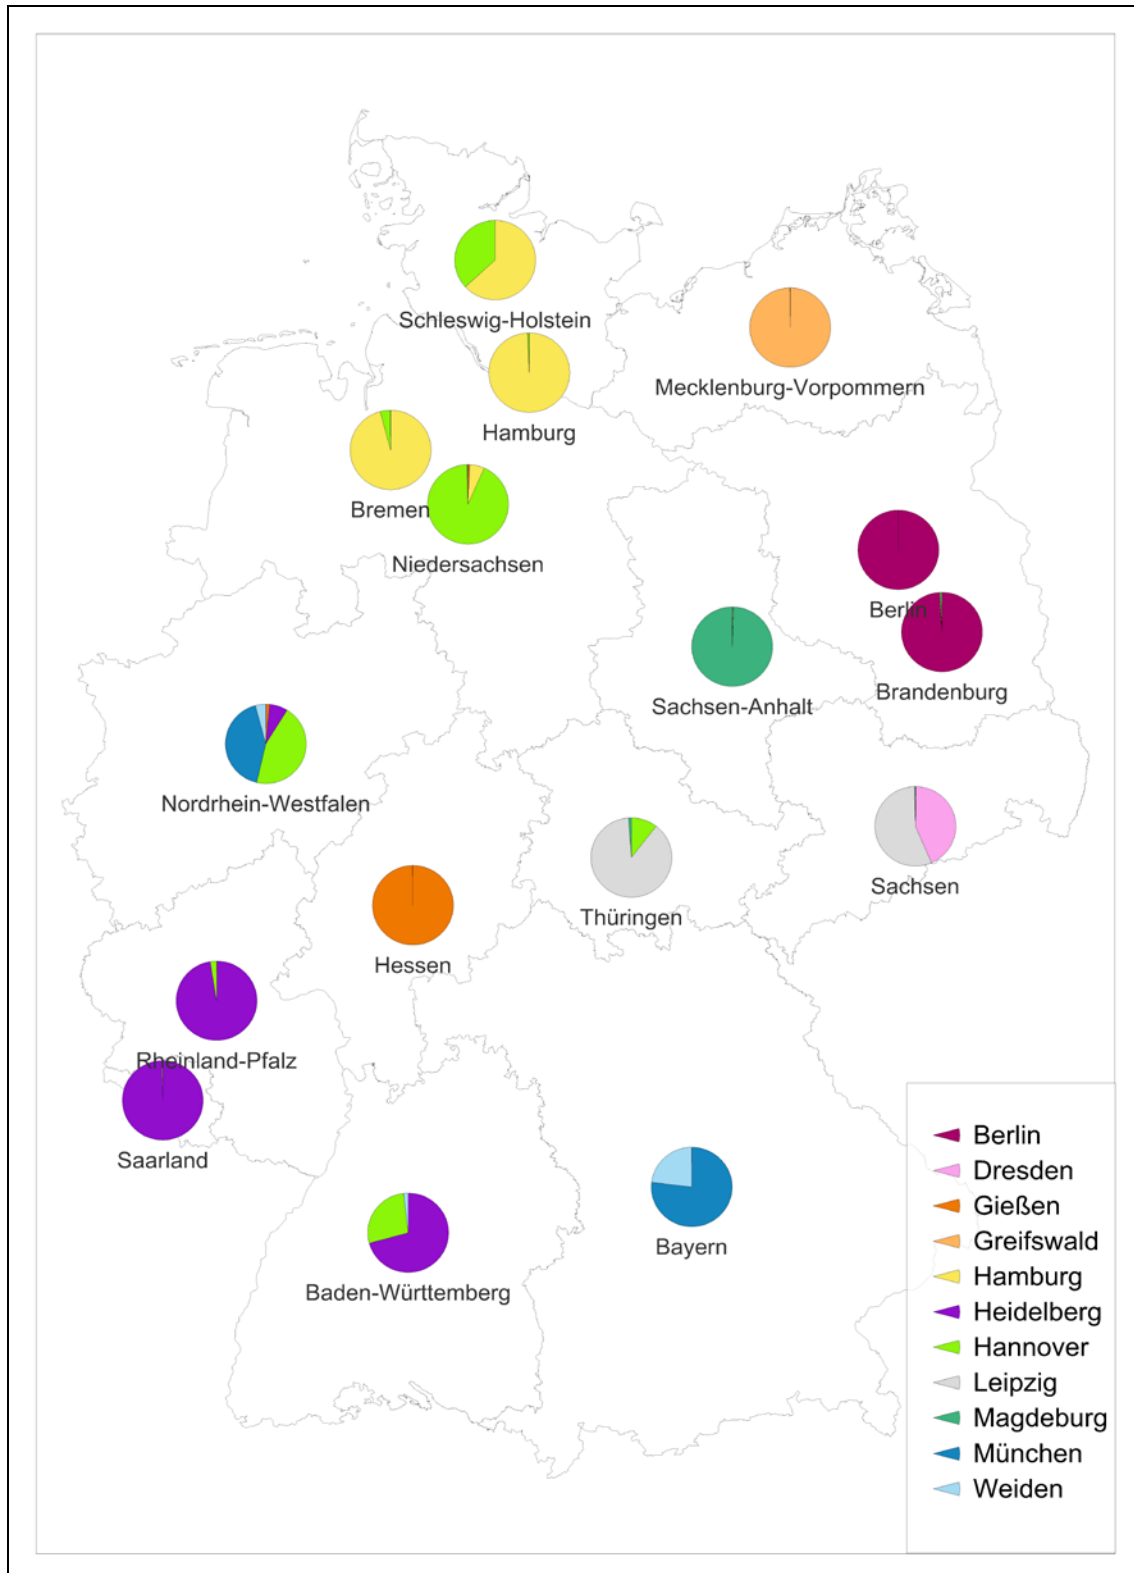 Schleswig-Holstein
Mecklenburg-Vorpommern
Hamburg
Bremen
Niedersachsen
Berlin
Brandenburg
Sachsen-Anhalt
Nordrhein-Westfalen
Sachsen
Thüringen
Hessen
Rheinland-Pfalz
Saarland
Bayern
Baden-Württemberg
Berlin
Dresden
Gießen
Greifswald
Hamburg
Heidelberg
Hannover
Leipzig
Magdeburg
München
Weiden